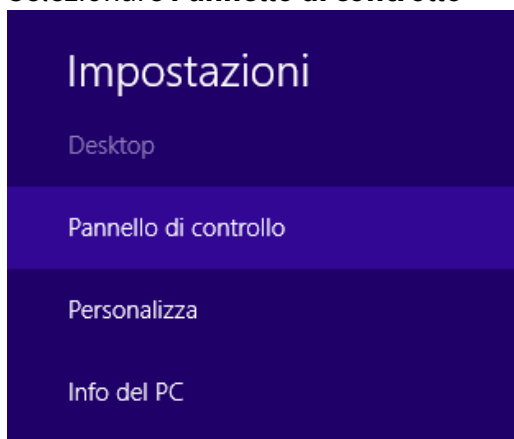 Selezionare Pannello di controllo
Impostazioni
Desktop
Pannello di controllo
Personalizza
Info del PC